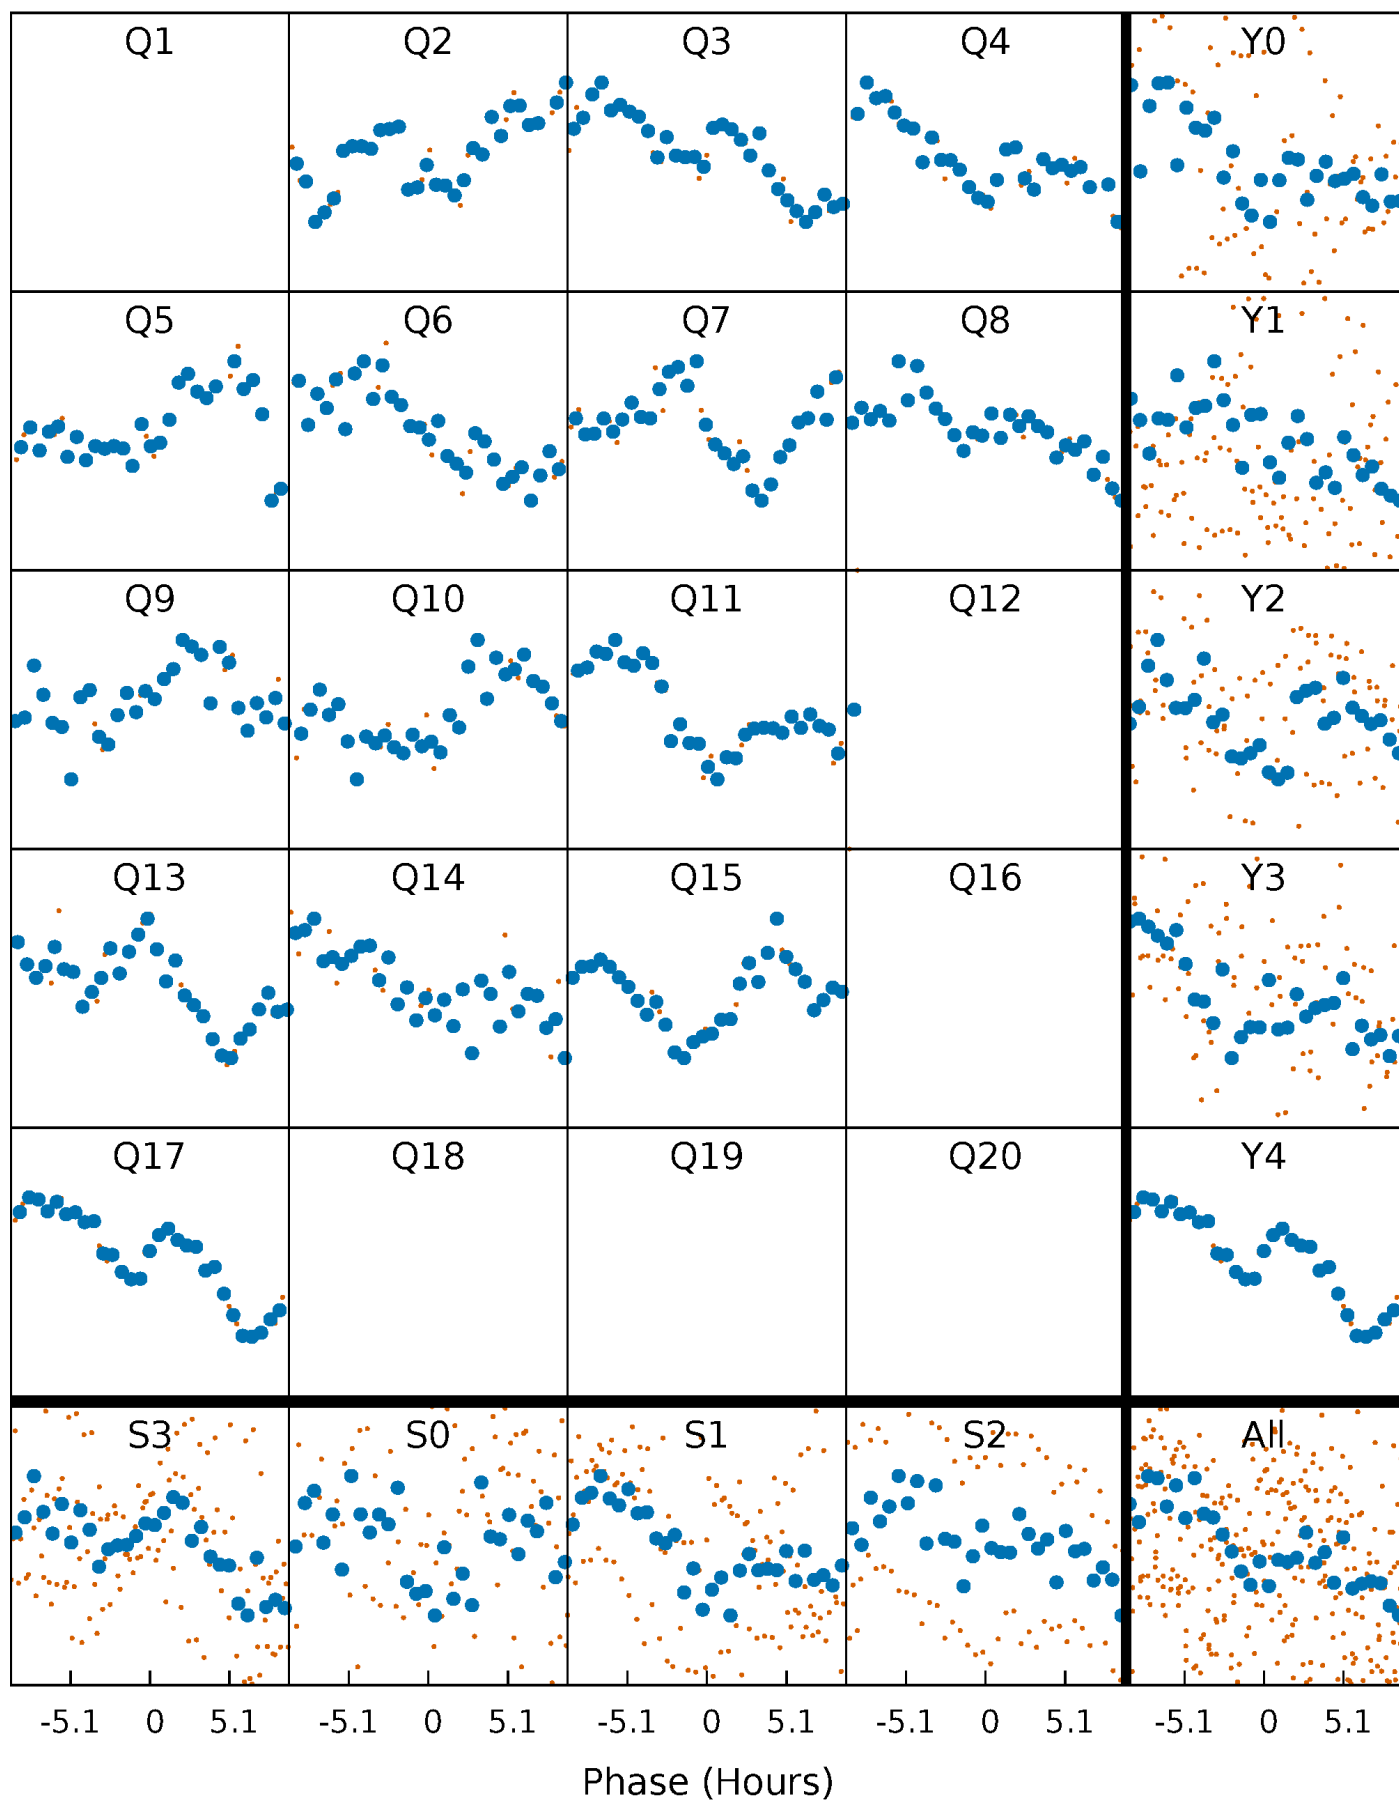 Q1 Q2 Q3 Q4 Y0
Q5 Q6 Q7 Q8 Y1
Q9 Q10 Q11 Q12 Y2
Q13 Q14 Q15 Q16 Y3
Q17 Q18 Q19 Q20 Y4
S3 S0 S1 S2 All
-5.1 0 5.1 -5.1 0 5.1 -5.1 0 5.1 -5.1 0 5.1 -5.1 0 5.1
Phase (Hours)